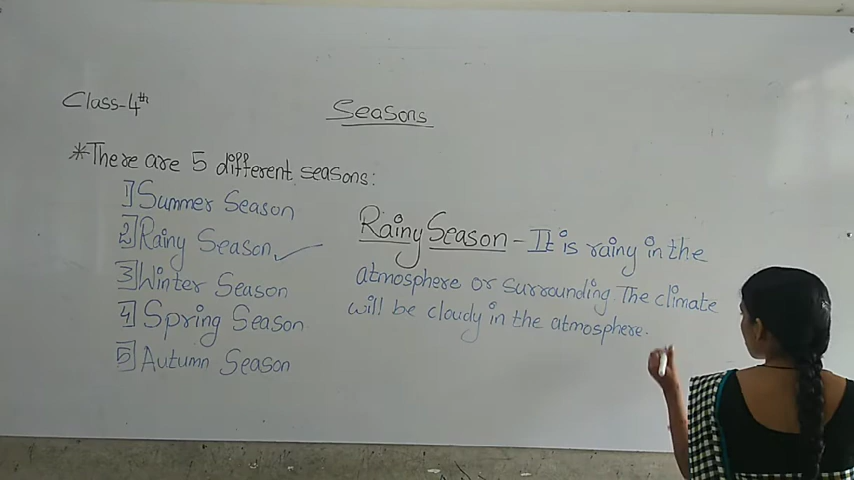 Class-4th
Seasons
*There are 5 different seasons:
1] Summer Season
2] Rainy Season ✓
3] Winter Season
4] Spring Season
5] Autumn Season
Rainy Season - It is rainy in the
atmosphere or surrounding. The climate
will be cloudy in the atmosphere.